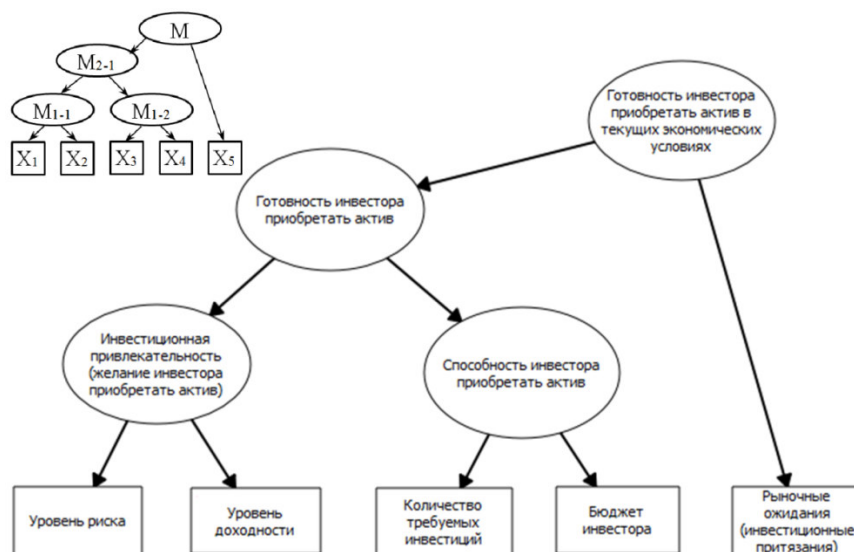 M
M2-1
M1-1
M1-2
X1
X2
X3
X4
X5
Готовность инвестора
приобретать актив в
текущих экономических
условиях
Готовность инвестора
приобретать актив
Инвестиционная
привлекательность
(желание инвестора
приобретать актив)
Способность инвестора
приобретать актив
Уровень риска
Уровень
доходности
Количество
требуемых
инвестиций
Бюджет
инвестора
Рыночные
ожидания
(инвестиционные
притязания)